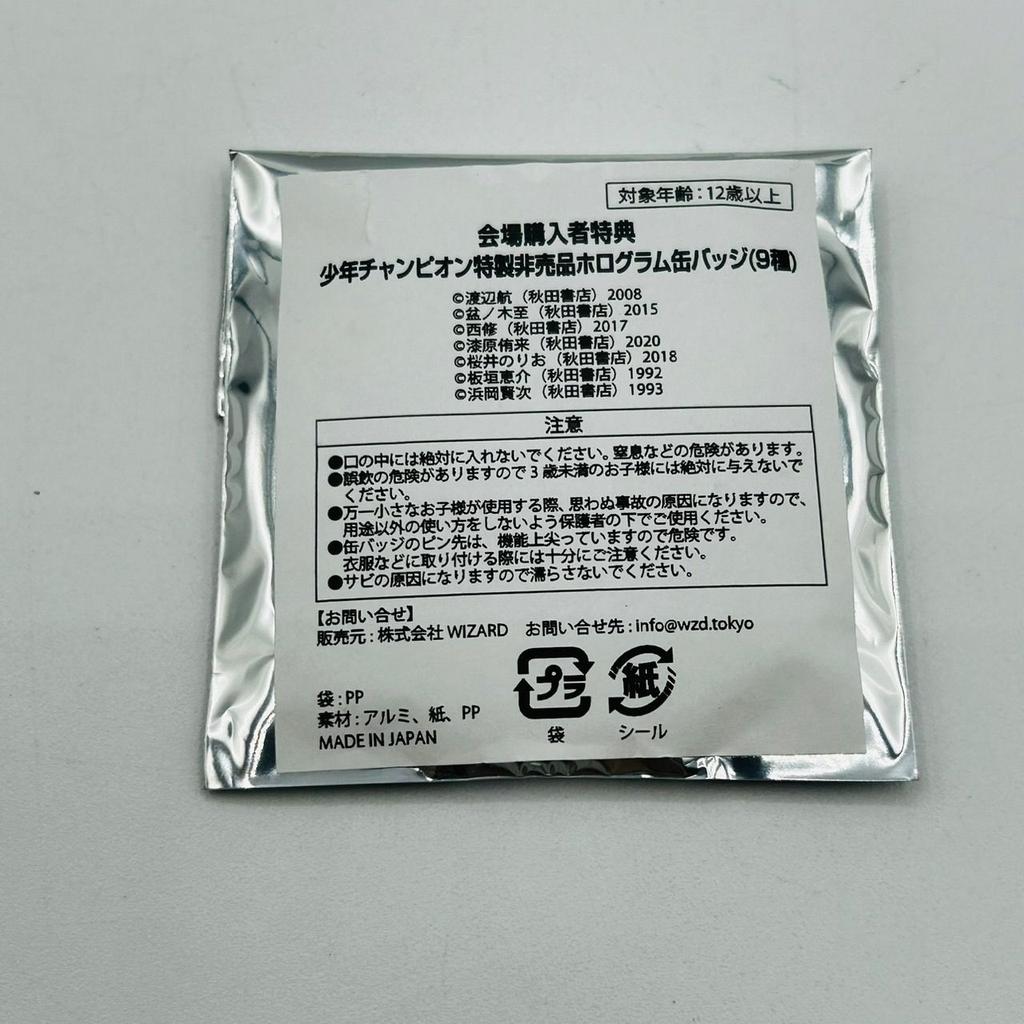 対象年齢：12歳以上
会場購入者特典
少年チャンピオン特製非売品ホログラム缶バッジ(9種)
©渡辺航（秋田書店）2008
©盆ノ木至（秋田書店）2015
©西修（秋田書店）2017
©漆原侑来（秋田書店）2020
©桜井のりお（秋田書店）2018
©板垣恵介（秋田書店）1992
©浜岡賢次（秋田書店）1993
注意
●口の中には絶対に入れないでください。窒息などの危険があります。
●誤飲の危険がありますので3歳未満のお子様には絶対に与えないで
ください。
●万一小さなお子様が使用する際、思わぬ事故の原因になりますので、
用途以外の使い方をしないよう保護者の下でご使用ください。
●缶バッジのピン先は、機能上尖っていますので危険です。
衣服などに取り付ける際には十分にご注意ください。
●サビの原因になりますので濡らさないでください。
【お問い合せ】
販売元：株式会社WIZARD お問い合せ先：info@wzd.tokyo
プラ 紙
袋 シール
袋：PP
素材：アルミ、紙、PP
MADE IN JAPAN